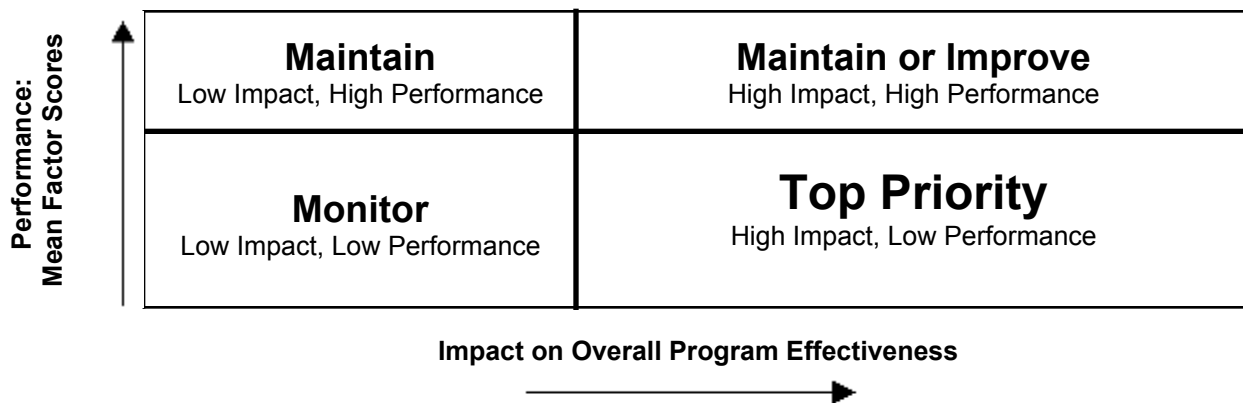 Performance:
Mean Factor Scores
Maintain
Low Impact, High Performance
Maintain or Improve
High Impact, High Performance
Monitor
Low Impact, Low Performance
Top Priority
High Impact, Low Performance
Impact on Overall Program Effectiveness